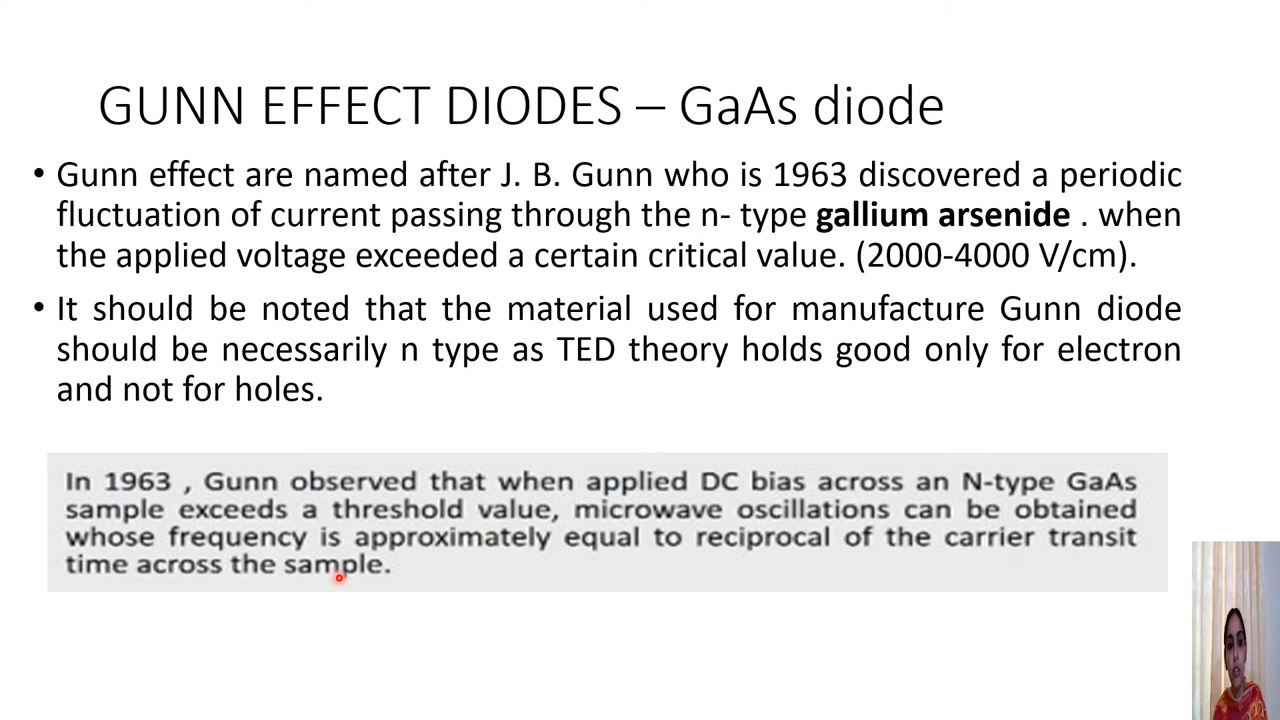 GUNN EFFECT DIODES – GaAs diode
• Gunn effect are named after J. B. Gunn who is 1963 discovered a periodic
fluctuation of current passing through the n- type gallium arsenide . when
the applied voltage exceeded a certain critical value. (2000-4000 V/cm).
• It should be noted that the material used for manufacture Gunn diode
should be necessarily n type as TED theory holds good only for electron
and not for holes.
In 1963 , Gunn observed that when applied DC bias across an N-type GaAs
sample exceeds a threshold value, microwave oscillations can be obtained
whose frequency is approximately equal to reciprocal of the carrier transit
time across the sample.